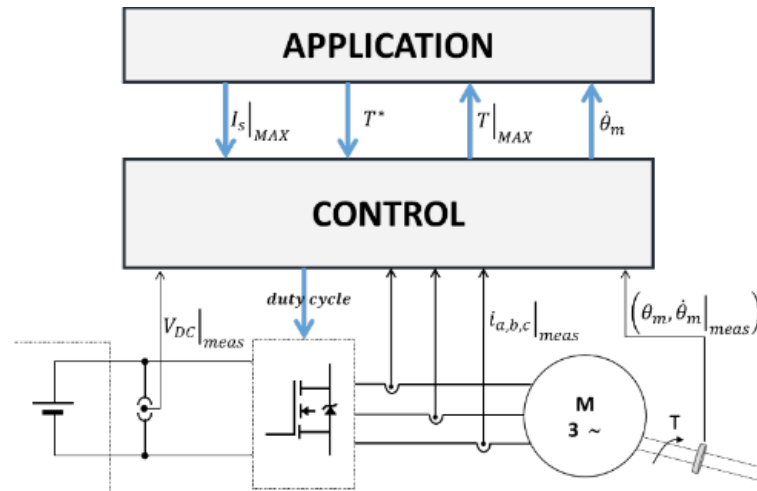 APPLICATION
I_s|_MAX
T*
T|_MAX
θ̇_m
CONTROL
duty cycle
V_DC|_meas
i_a,b,c|_meas
(θ_m, θ̇_m|_meas)
M
3 ~
T